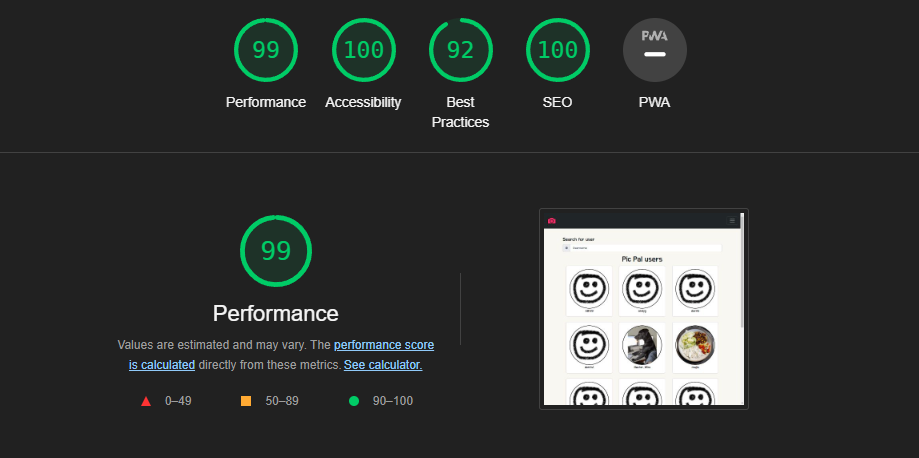 99
100
92
100
PWA
Performance
Accessibility
Best
Practices
SEO
PWA
99
Performance
Values are estimated and may vary. The performance score
is calculated directly from these metrics. See calculator.
0–49
50–89
90–100
Search for user
Pic Pal users